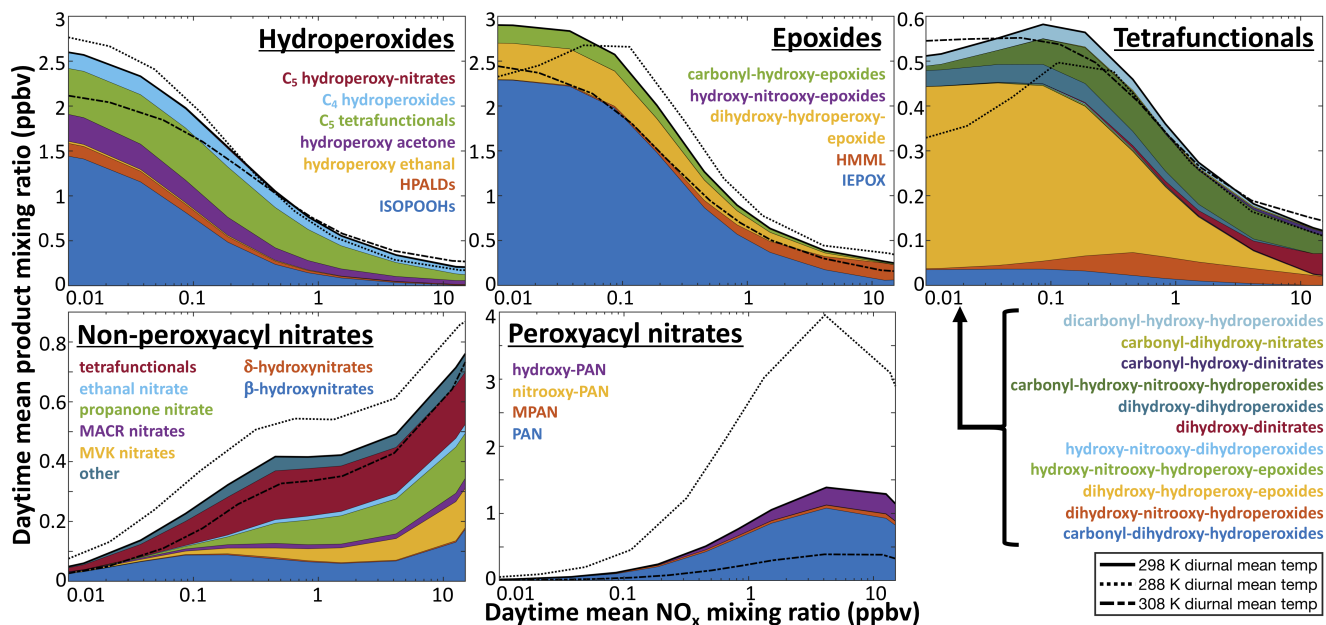 Daytime mean product mixing ratio (ppbv)
Hydroperoxides
C5 hydroperoxy-nitrates
C4 hydroperoxides
C5 tetrafunctionals
hydroperoxy acetone
hydroperoxy ethanal
HPALDs
ISOPOOHs
3
2.5
2
1.5
1
0.5
0
0.01
0.1
1
10
Epoxides
carbonyl-hydroxy-epoxides
hydroxy-nitrooxy-epoxides
dihydroxy-hydroperoxy-
epoxide
HMML
IEPOX
3
2.5
2
1.5
1
0.5
0
0.01
0.1
1
10
Tetrafunctionals
0.6
0.4
0.3
0.2
0.1
0
0.01
0.1
1
10
Non-peroxyacyl nitrates
tetrafunctionals
ethanal nitrate
propanone nitrate
MACR nitrates
MVK nitrates
other
δ-hydroxynitrates
β-hydroxynitrates
0.8
0.6
0.4
0.2
0
0.01
0.1
1
10
Peroxyacyl nitrates
hydroxy-PAN
nitrooxy-PAN
MPAN
PAN
4
3
2
1
0
0.01
0.1
1
10
dicarbonyl-hydroxy-hydroperoxides
carbonyl-dihydroxy-nitrates
carbonyl-hydroxy-dinitrates
carbonyl-hydroxy-nitrooxy-hydroperoxides
dihydroxy-dihydroperoxides
dihydroxy-dinitrates
hydroxy-nitrooxy-dihydroperoxides
hydroxy-nitrooxy-hydroperoxy-epoxides
dihydroxy-hydroperoxy-epoxides
dihydroxy-nitrooxy-hydroperoxides
carbonyl-dihydroxy-hydroperoxides
298 K diurnal mean temp
288 K diurnal mean temp
308 K diurnal mean temp
Daytime mean NOx mixing ratio (ppbv)